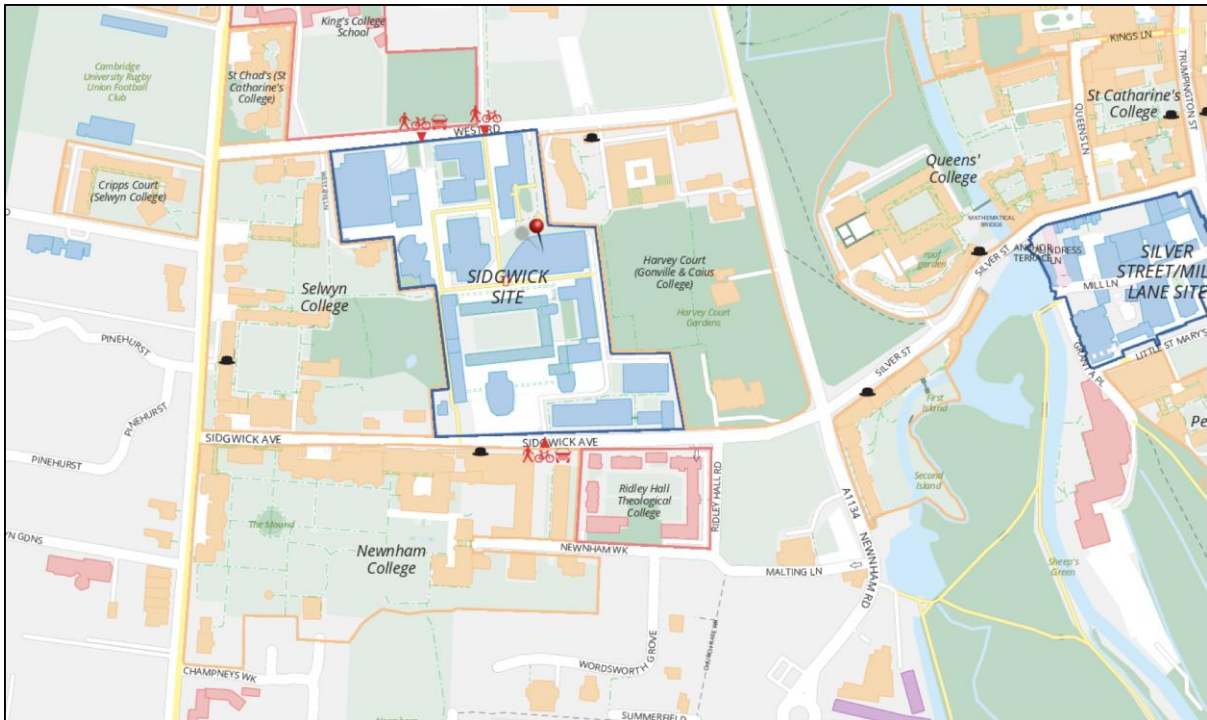 King's College
School
KINGS LN
TRUMPINGTON ST
Cambridge
University Rugby
Union Football
Club
St Chad's (St
Catharine's
College)
St Catharine's
College
QUEENS LN
WEST RD
Queens'
College
Cripps Court
(Selwyn College)
MATHEMATICAL
BRIDGE
roof
garden
SILVER ST
ANCHOR
TERRACE
LAUNDRESS
LN
SILVER
STREET/MILL
LANE SITE
MILL LN
Harvey Court
(Gonville & Caius
College)
SIDGWICK
SITE
Selwyn
College
Harvey Court
Gardens
PINEHURST
PINEHURST
PINEHURST
SILVER ST
GRANTA PL
LITTLE ST MARY'S
First
Island
Pe
SIDGWICK AVE
SIDGWICK AVE
Ridley Hall
Theological
College
RIDLEY HALL RD
A1134
Second
Island
The Mound
Newnham
College
NEWNHAM WK
NEWNHAM RD
MALTING LN
Sheep's
Green
YN GDNS
WORDSWORTH GROVE
CHAMPNEYS WK
SUMMERFIELD